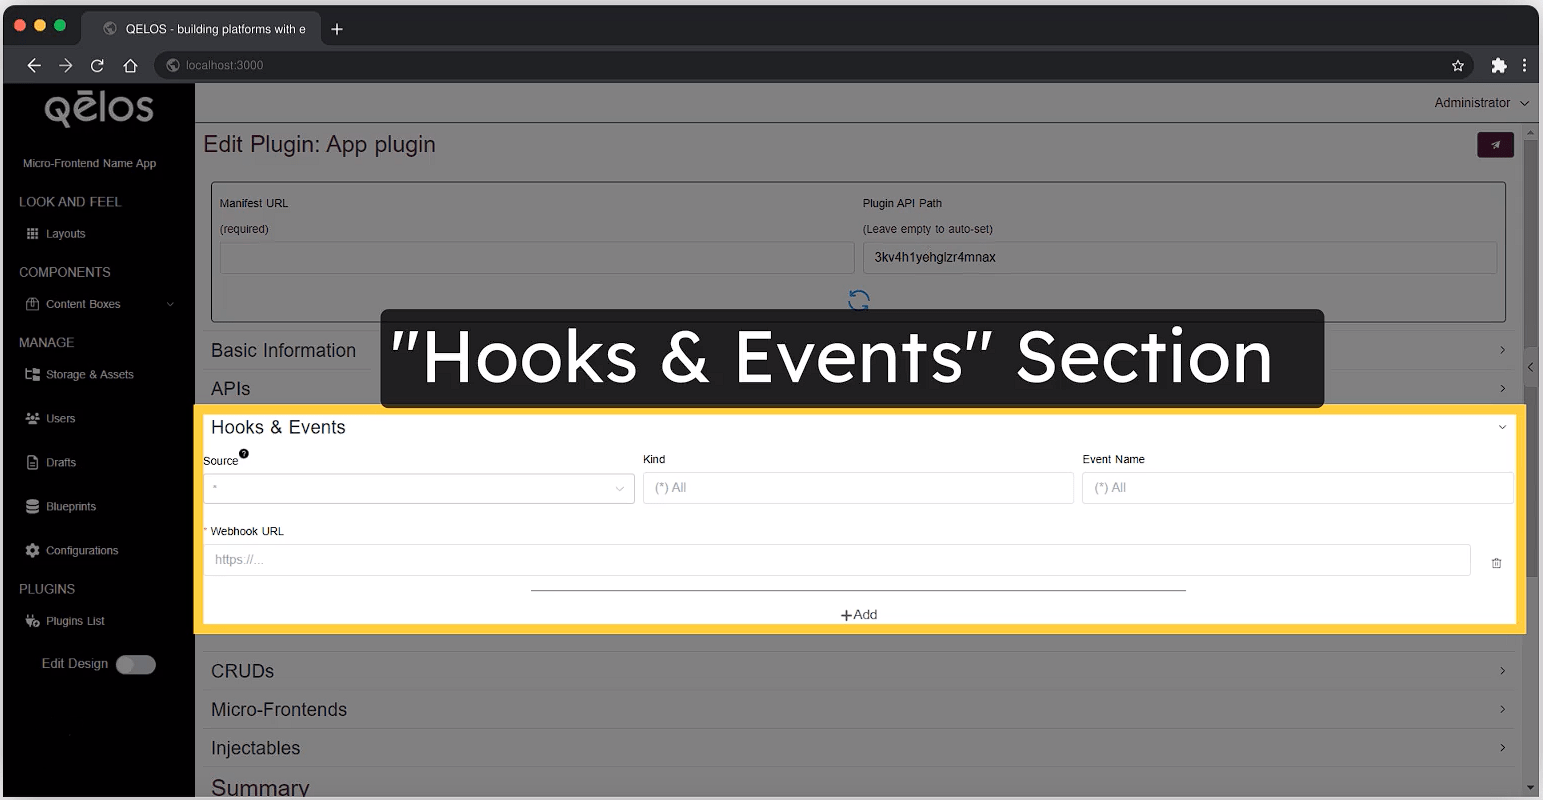 QELOS - building platforms with e
localhost:3000
qēlos
Administrator
Micro-Frontend Name App
LOOK AND FEEL
Layouts
COMPONENTS
Content Boxes
MANAGE
Storage & Assets
Users
Drafts
Blueprints
Configurations
PLUGINS
Plugins List
Edit Design
Edit Plugin: App plugin
Manifest URL
(required)
Plugin API Path
(Leave empty to auto-set)
3kv4h1yehglzr4mnax
"Hooks & Events" Section
Basic Information
APIs
Hooks & Events
Source ?
*
Kind
(*) All
Event Name
(*) All
* Webhook URL
https://...
+Add
CRUDs
Micro-Frontends
Injectables
Summary